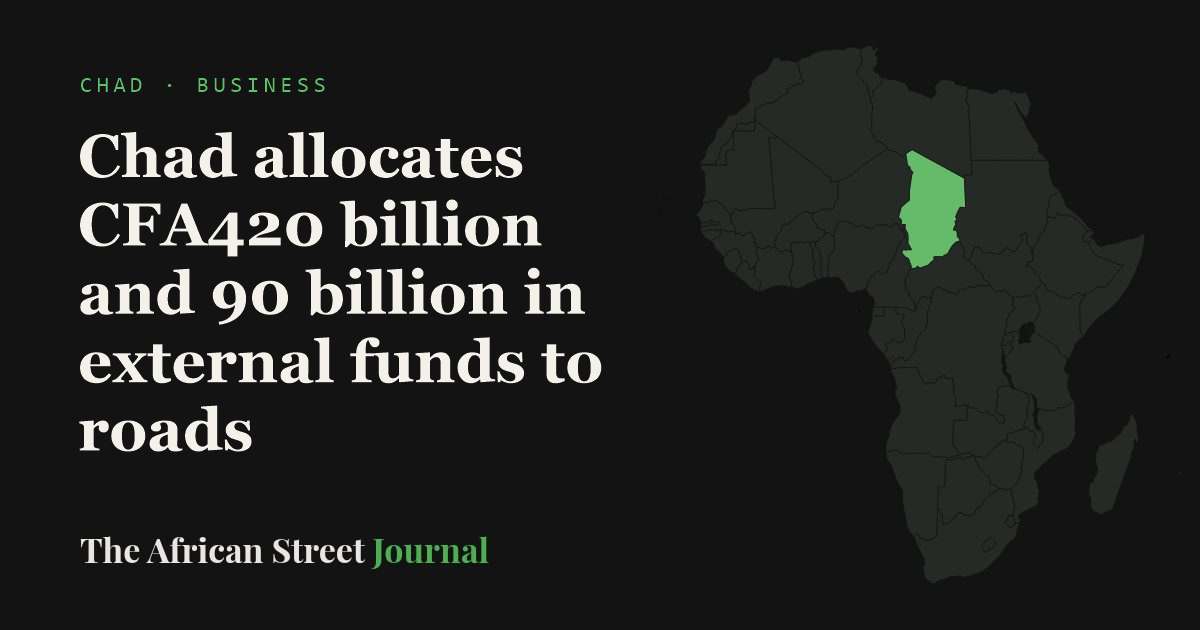 CHAD · BUSINESS
Chad allocates
CFA420 billion
and 90 billion in
external funds to
roads
The African Street Journal